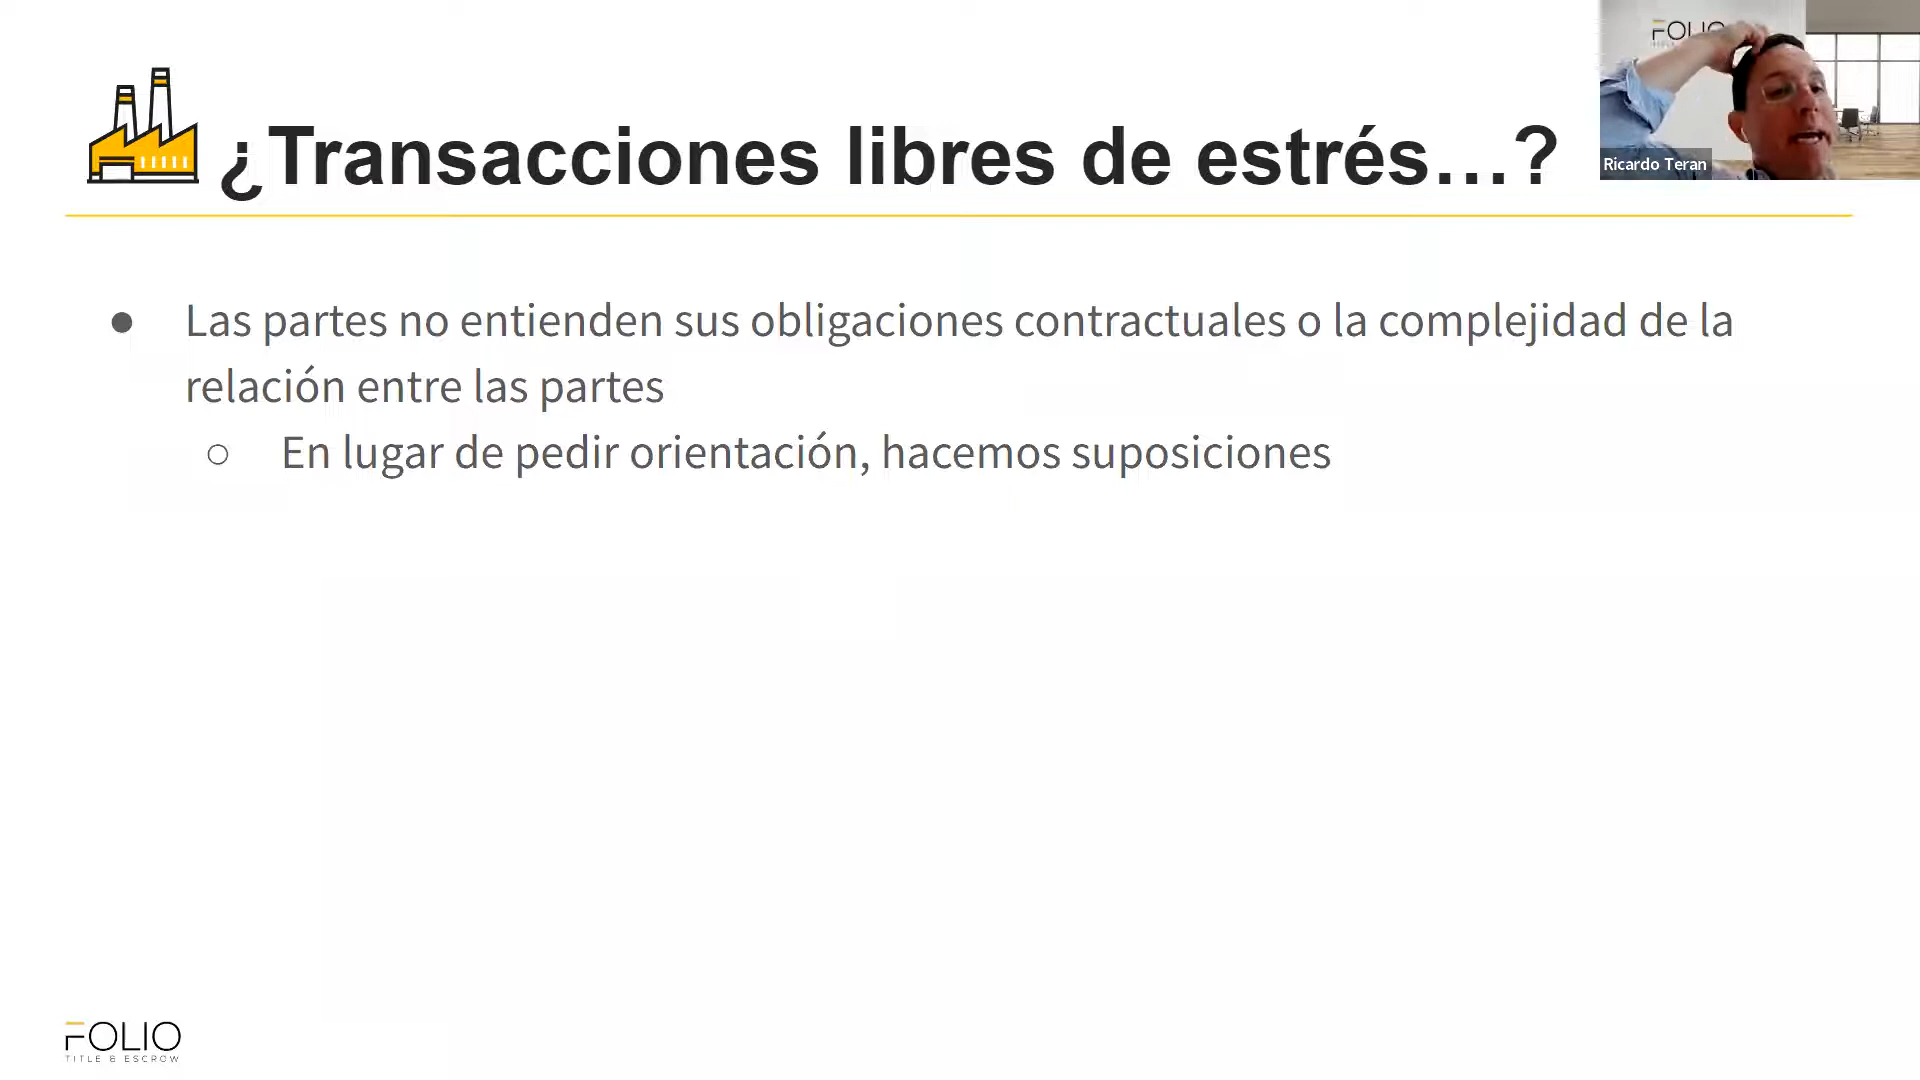 FOLIO
¿Transacciones libres de estrés...?
Ricardo Teran
● Las partes no entienden sus obligaciones contractuales o la complejidad de la
relación entre las partes
○ En lugar de pedir orientación, hacemos suposiciones
FOLIO
TITLE & ESCROW